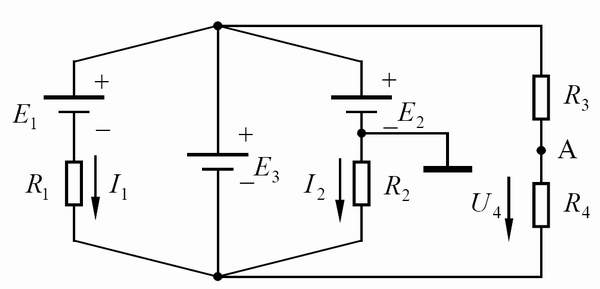 + + R₃
E₁ − + − E₂ A
R₁ I₁ − E₃ I₂ R₂ U₄ R₄